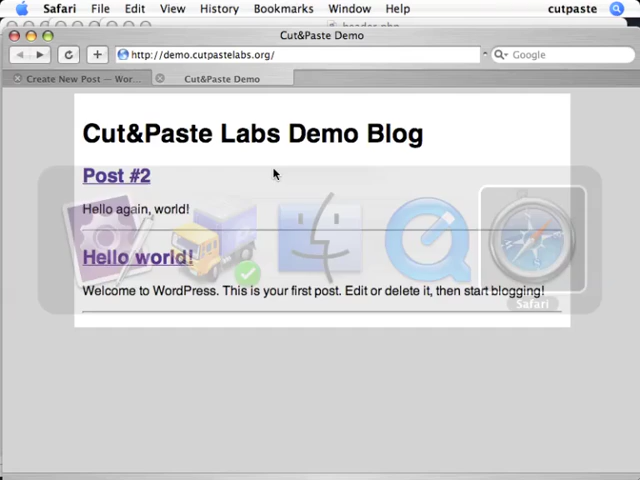 Safari File Edit View History Bookmarks Window Help cutpaste
Cut&Paste Demo
http://demo.cutpastelabs.org/
Google
Create New Post — Wor...
Cut&Paste Demo
Cut&Paste Labs Demo Blog
Post #2
Hello again, world!
Hello world!
Welcome to WordPress. This is your first post. Edit or delete it, then start blogging!
Safari